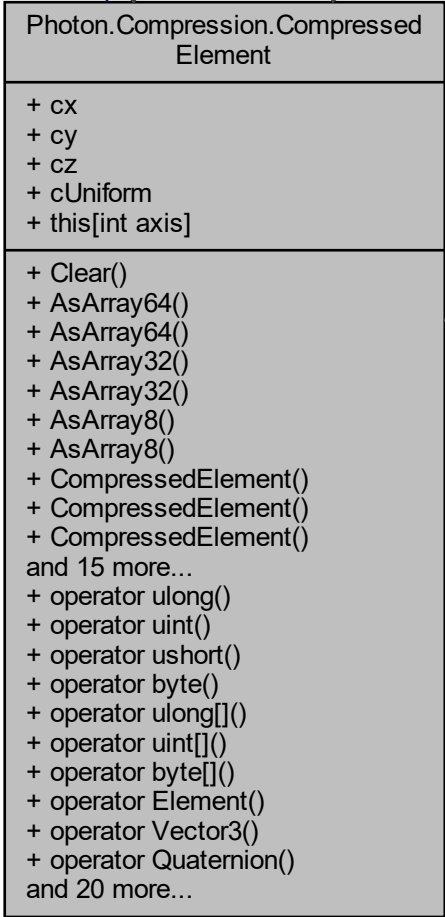 Photon.Compression.Compressed
Element
+ cx
+ cy
+ cz
+ cUniform
+ this[int axis]
+ Clear()
+ AsArray64()
+ AsArray64()
+ AsArray32()
+ AsArray32()
+ AsArray8()
+ AsArray8()
+ CompressedElement()
+ CompressedElement()
+ CompressedElement()
and 15 more...
+ operator ulong()
+ operator uint()
+ operator ushort()
+ operator byte()
+ operator ulong[]()
+ operator uint[]()
+ operator byte[]()
+ operator Element()
+ operator Vector3()
+ operator Quaternion()
and 20 more...